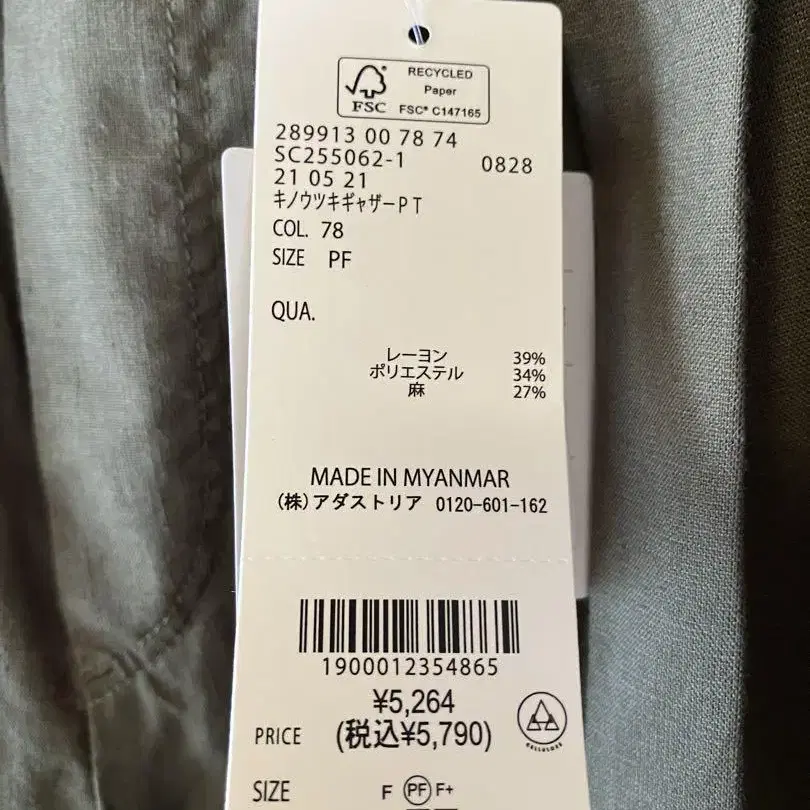 RECYCLED
Paper
FSC
FSC® C147165
289913 00 78 74
SC255062-1 0828
21 05 21
キノウツキギャザーPT
COL. 78
SIZE PF
QUA.
レーヨン 39%
ポリエステル 34%
麻 27%
MADE IN MYANMAR
(株)アダストリア 0120-601-162
1900012354865
¥5,264
PRICE (税込¥5,790)
CELLULOSE
SIZE F PF F+